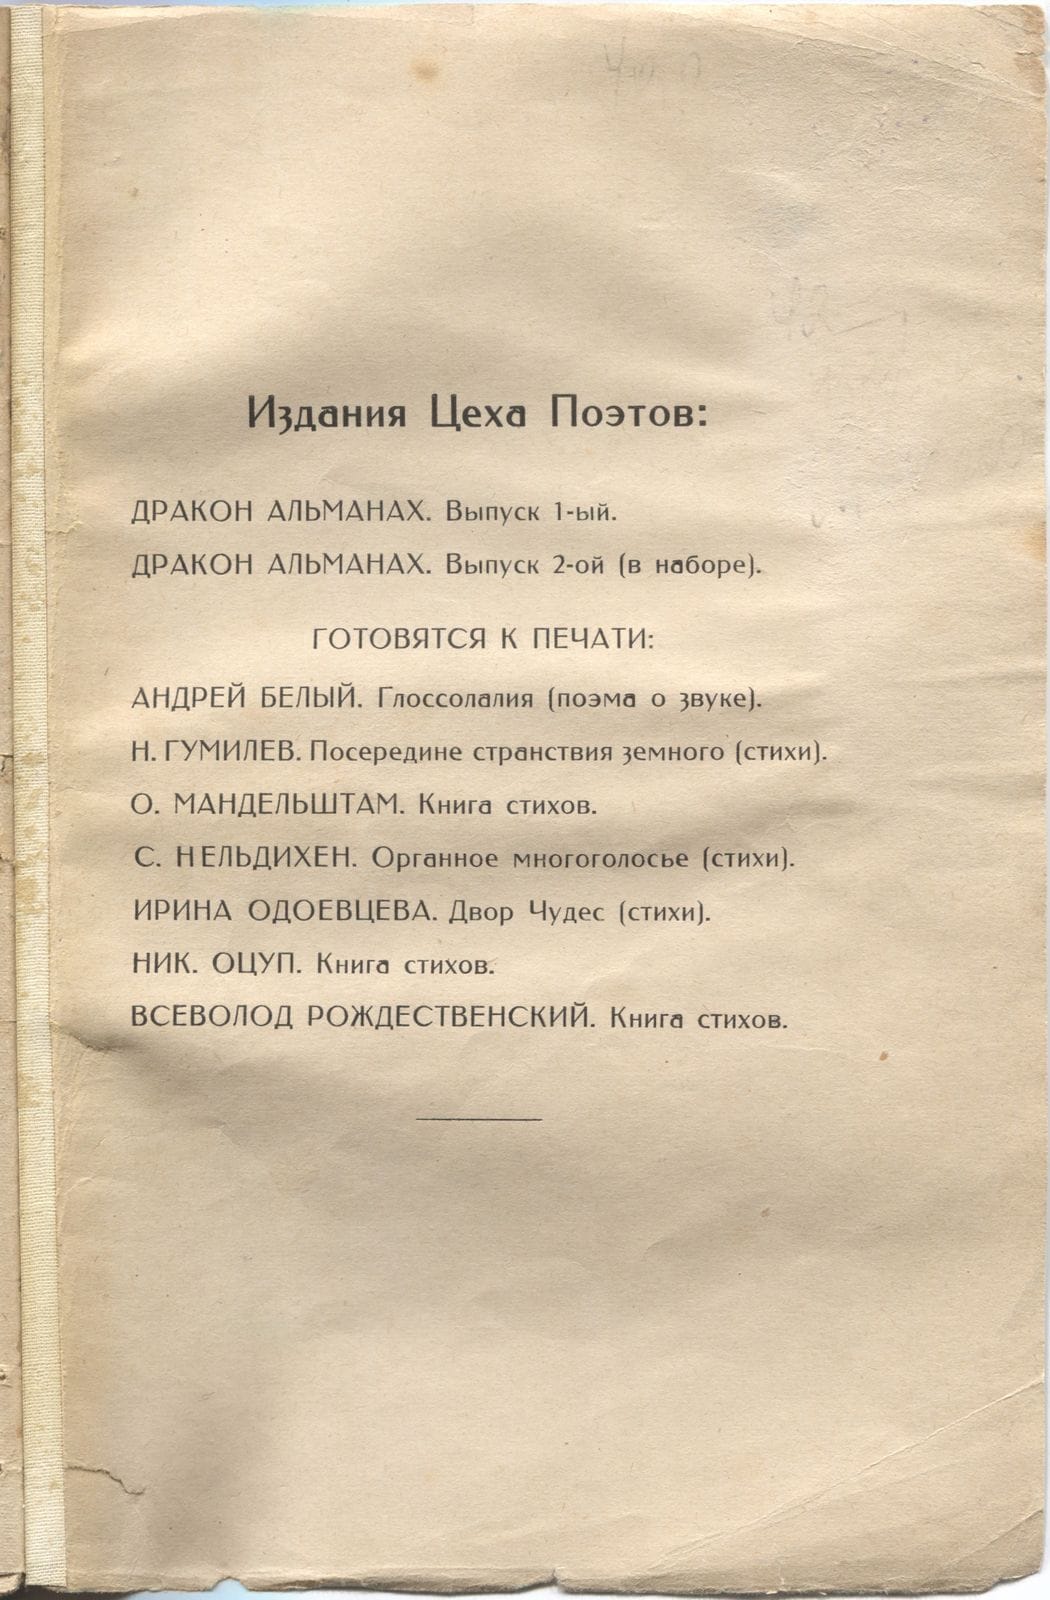 Издания Цеха Поэтов:
ДРАКОН АЛЬМАНАХ. Выпуск 1-ый.
ДРАКОН АЛЬМАНАХ. Выпуск 2-ой (в наборе).
ГОТОВЯТСЯ К ПЕЧАТИ:
АНДРЕЙ БЕЛЫЙ. Глоссолалия (поэма о звуке).
Н. ГУМИЛЕВ. Посередине странствия земного (стихи).
О. МАНДЕЛЬШТАМ. Книга стихов.
С. НЕЛЬДИХЕН. Органное многоголосье (стихи).
ИРИНА ОДОЕВЦЕВА. Двор Чудес (стихи).
НИК. ОЦУП. Книга стихов.
ВСЕВОЛОД РОЖДЕСТВЕНСКИЙ. Книга стихов.